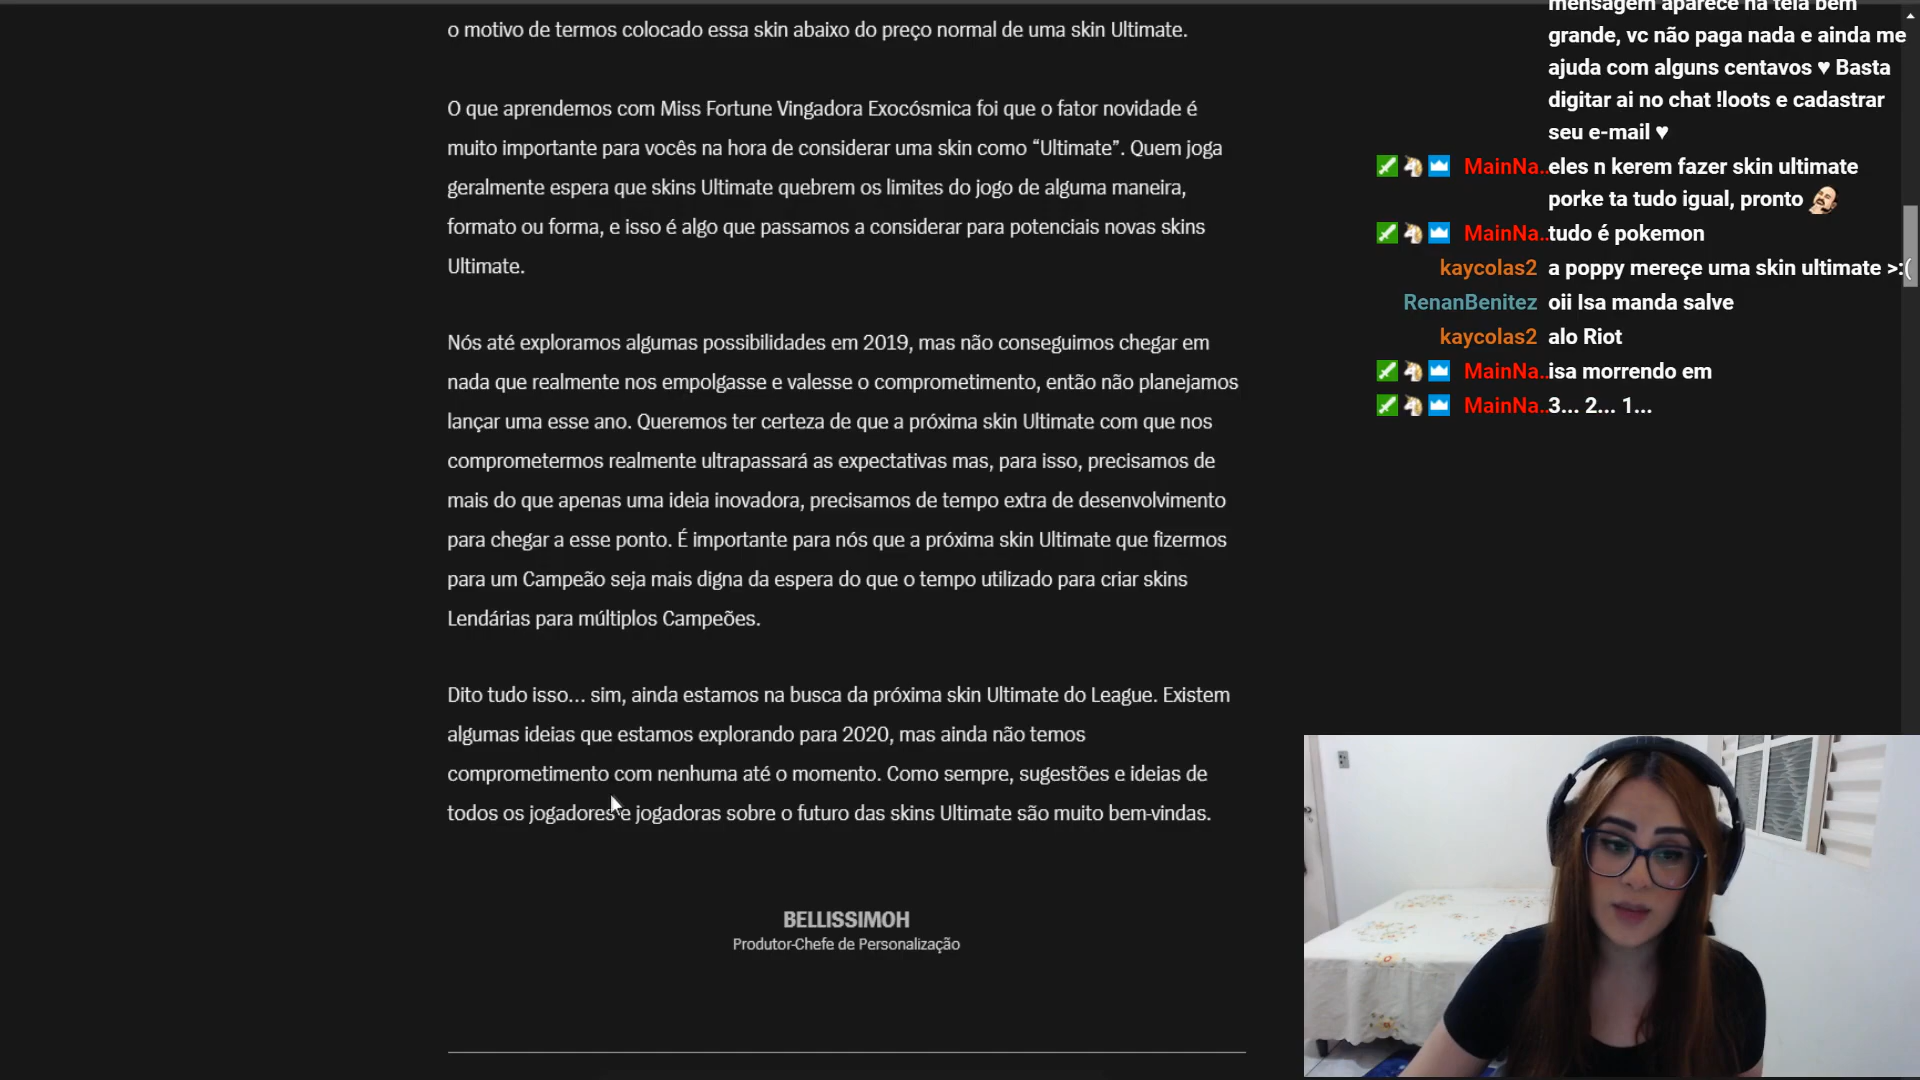 o motivo de termos colocado essa skin abaixo do preço normal de uma skin Ultimate.
O que aprendemos com Miss Fortune Vingadora Exocósmica foi que o fator novidade é
muito importante para vocês na hora de considerar uma skin como “Ultimate”. Quem joga
geralmente espera que skins Ultimate quebrem os limites do jogo de alguma maneira,
formato ou forma, e isso é algo que passamos a considerar para potenciais novas skins
Ultimate.
Nós até exploramos algumas possibilidades em 2019, mas não conseguimos chegar em
nada que realmente nos empolgasse e valesse o comprometimento, então não planejamos
lançar uma esse ano. Queremos ter certeza de que a próxima skin Ultimate com que nos
comprometermos realmente ultrapassará as expectativas mas, para isso, precisamos de
mais do que apenas uma ideia inovadora, precisamos de tempo extra de desenvolvimento
para chegar a esse ponto. É importante para nós que a próxima skin Ultimate que fizermos
para um Campeão seja mais digna da espera do que o tempo utilizado para criar skins
Lendárias para múltiplos Campeões.
Dito tudo isso… sim, ainda estamos na busca da próxima skin Ultimate do League. Existem
algumas ideias que estamos explorando para 2020, mas ainda não temos
comprometimento com nenhuma até o momento. Como sempre, sugestões e ideias de
todos os jogadores e jogadoras sobre o futuro das skins Ultimate são muito bem-vindas.
BELLISSIMOH
Produtor-Chefe de Personalização
mensagem aparece na tela bem
grande, vc não paga nada e ainda me
ajuda com alguns centavos ♥ Basta
digitar ai no chat !loots e cadastrar
seu e-mail ♥
MainNa.. eles n kerem fazer skin ultimate
porke ta tudo igual, pronto
MainNa.. tudo é pokemon
kaycolas2 a poppy mereçe uma skin ultimate >:(
RenanBenitez oii Isa manda salve
kaycolas2 alo Riot
MainNa.. isa morrendo em
MainNa.. 3... 2... 1...